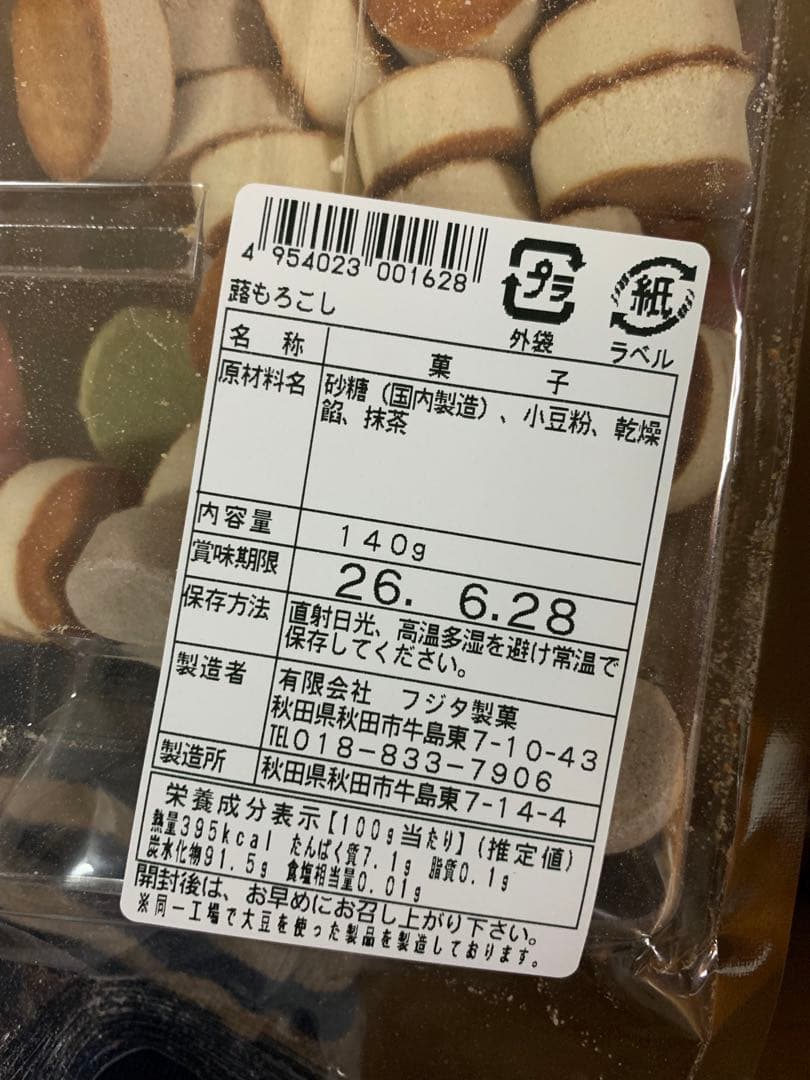 4 954023 001628
プラ
外袋
紙
ラベル
蕗もろこし
名称 菓子
原材料名 砂糖（国内製造）、小豆粉、乾燥
餡、抹茶
内容量 140g
賞味期限 26. 6.28
保存方法 直射日光、高温多湿を避け常温で
保存してください。
製造者 有限会社 フジタ製菓
秋田県秋田市牛島東7-10-43
TEL018-833-7906
製造所 秋田県秋田市牛島東7-14-4
栄養成分表示【100g当たり】(推定値)
熱量395kcal たんぱく質7.1g 脂質0.1g
炭水化物91.5g 食塩相当量0.01g
開封後は、お早めにお召し上がり下さい。
※同一工場で大豆を使った製品を製造しております。